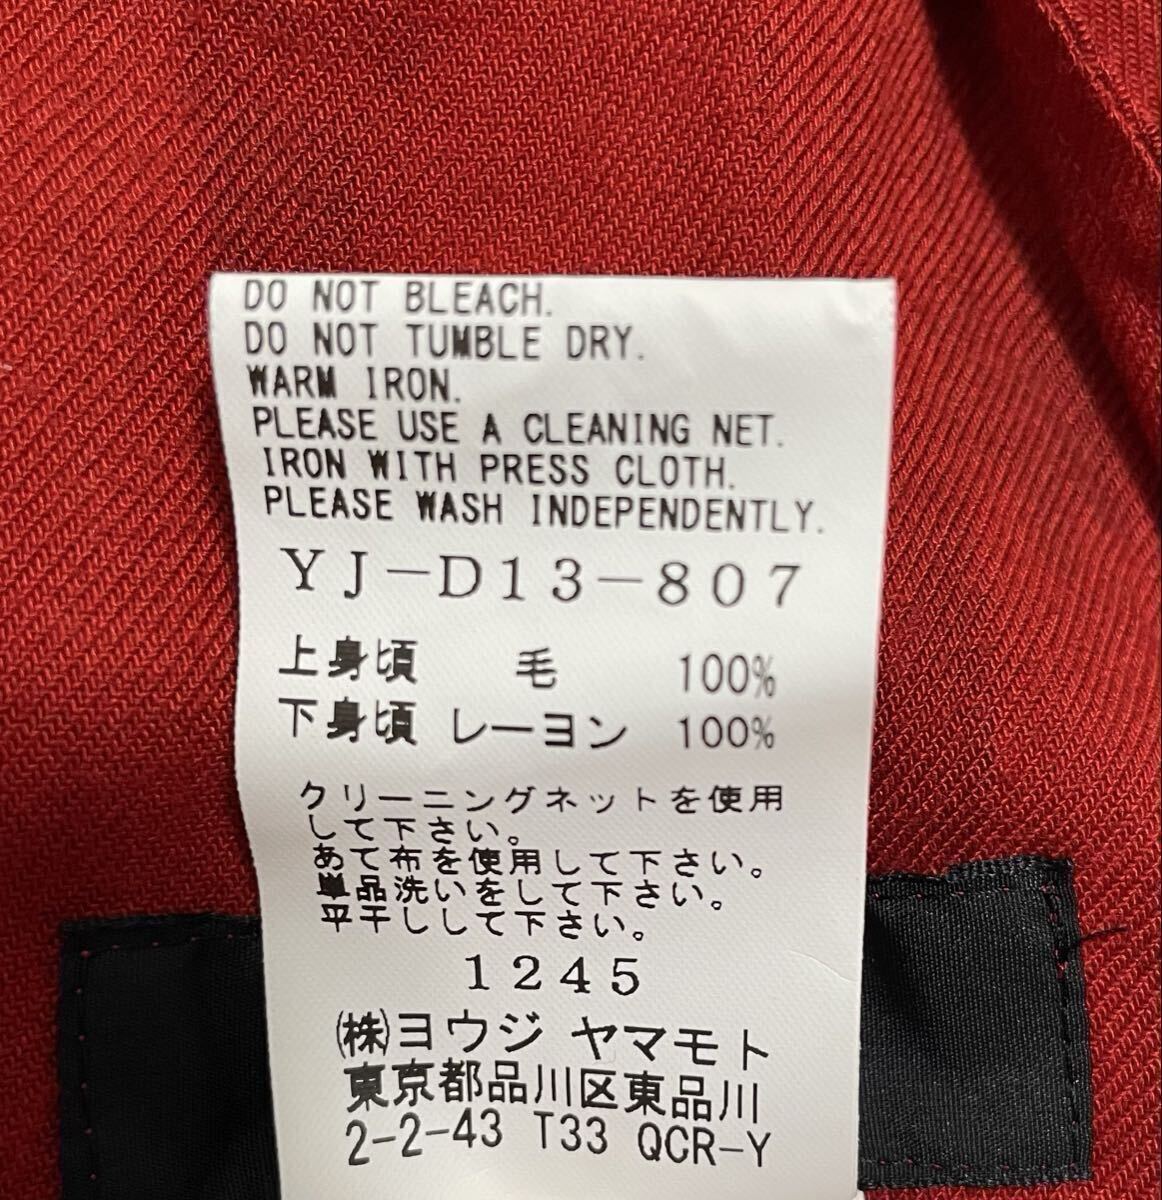 DO NOT BLEACH.
DO NOT TUMBLE DRY.
WARM IRON.
PLEASE USE A CLEANING NET.
IRON WITH PRESS CLOTH.
PLEASE WASH INDEPENDENTLY.
YJ-D13-807
上身頃 毛 100%
下身頃 レーヨン 100%
クリーニングネットを使用
して下さい。
あて布を使用して下さい。
単品洗いをして下さい。
平干しして下さい。
1245
(株)ヨウジ ヤマモト
東京都品川区東品川
2-2-43 T33 QCR-Y